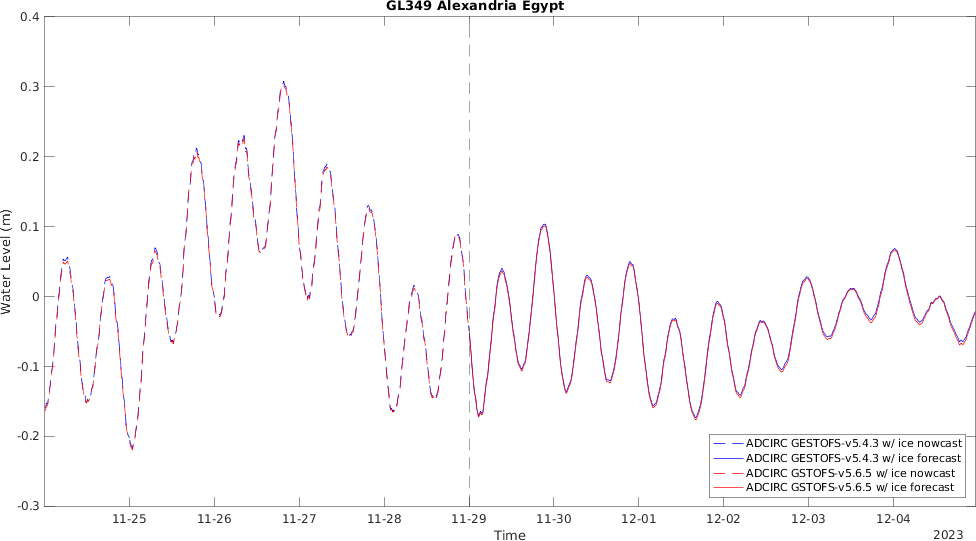 GL349 Alexandria Egypt
0.4
0.3
0.2
0.1
0
-0.1
-0.2
-0.3
Water Level (m)
ADCIRC GESTOFS-v5.4.3 w/ ice nowcast
ADCIRC GESTOFS-v5.4.3 w/ ice forecast
ADCIRC GSTOFS-v5.6.5 w/ ice nowcast
ADCIRC GSTOFS-v5.6.5 w/ ice forecast
11-25 11-26 11-27 11-28 11-29 11-30 12-01 12-02 12-03 12-04
Time
2023